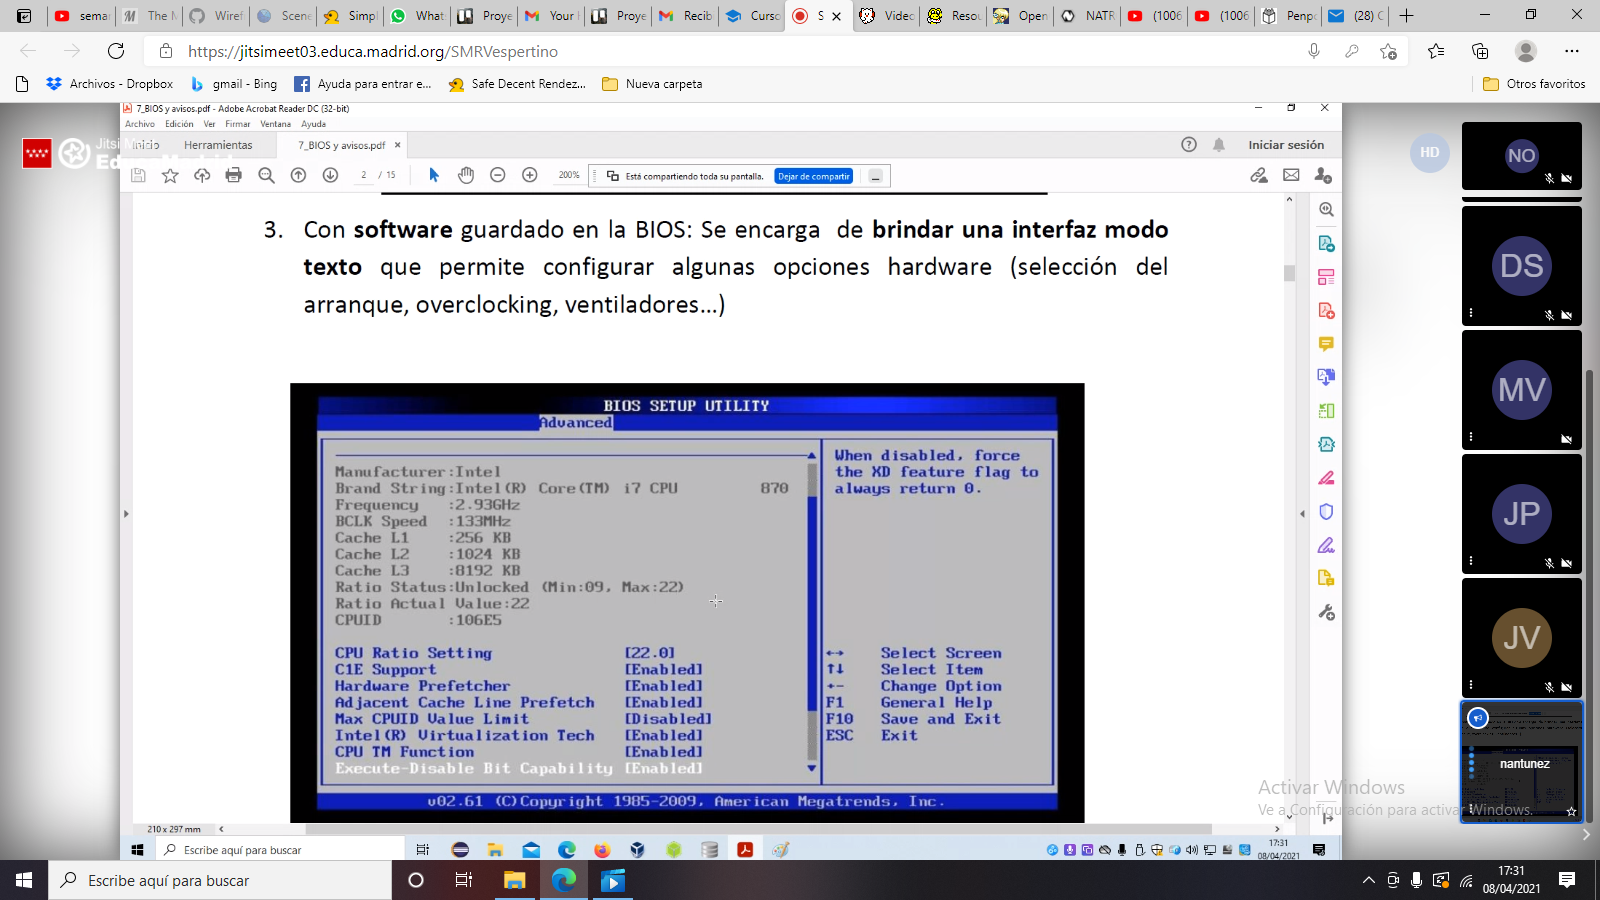 semar
The M
Wiref
Scene
Simpl
What
Proye
Your H
Proye
Recib
Curso
S
Videc
Resou
Open
NATR
(1006
(1006
Penpo
(28) C
https://jitsimeet03.educa.madrid.org/SMRVespertino
Archivos - Dropbox
gmail - Bing
Ayuda para entrar e...
Safe Decent Rendez...
Nueva carpeta
Otros favoritos
7_BIOS y avisos.pdf - Adobe Acrobat Reader DC (32-bit)
Archivo Edición Ver Firmar Ventana Ayuda
Herramientas
7_BIOS y avisos.pdf
Iniciar sesión
2 / 15
200%
Está compartiendo toda su pantalla.
Dejar de compartir
3. Con software guardado en la BIOS: Se encarga de brindar una interfaz modo
texto que permite configurar algunas opciones hardware (selección del
arranque, overclocking, ventiladores...)
BIOS SETUP UTILITY
Advanced
Manufacturer:Intel
Brand String:Intel(R) Core(TM) i7 CPU 870
Frequency :2.93GHz
BCLK Speed :133MHz
Cache L1 :256 KB
Cache L2 :1024 KB
Cache L3 :8192 KB
Ratio Status:Unlocked (Min:09, Max:22)
Ratio Actual Value:22
CPUID :106E5
CPU Ratio Setting [22.0]
C1E Support [Enabled]
Hardware Prefetcher [Enabled]
Adjacent Cache Line Prefetch [Enabled]
Max CPUID Value Limit [Disabled]
Intel(R) Virtualization Tech [Enabled]
CPU TM Function [Enabled]
Execute-Disable Bit Capability [Enabled]
When disabled, force
the XD feature flag to
always return 0.
↔ Select Screen
↑↓ Select Item
+- Change Option
F1 General Help
F10 Save and Exit
ESC Exit
v02.61 (C)Copyright 1985-2009, American Megatrends, Inc.
210 x 297 mm
HD
NO
DS
MV
JP
JV
nantunez
Activar Windows
Ve a Configuración para activar Windows.
Escribe aquí para buscar
17:31
08/04/2021
Escribe aquí para buscar
17:31
08/04/2021